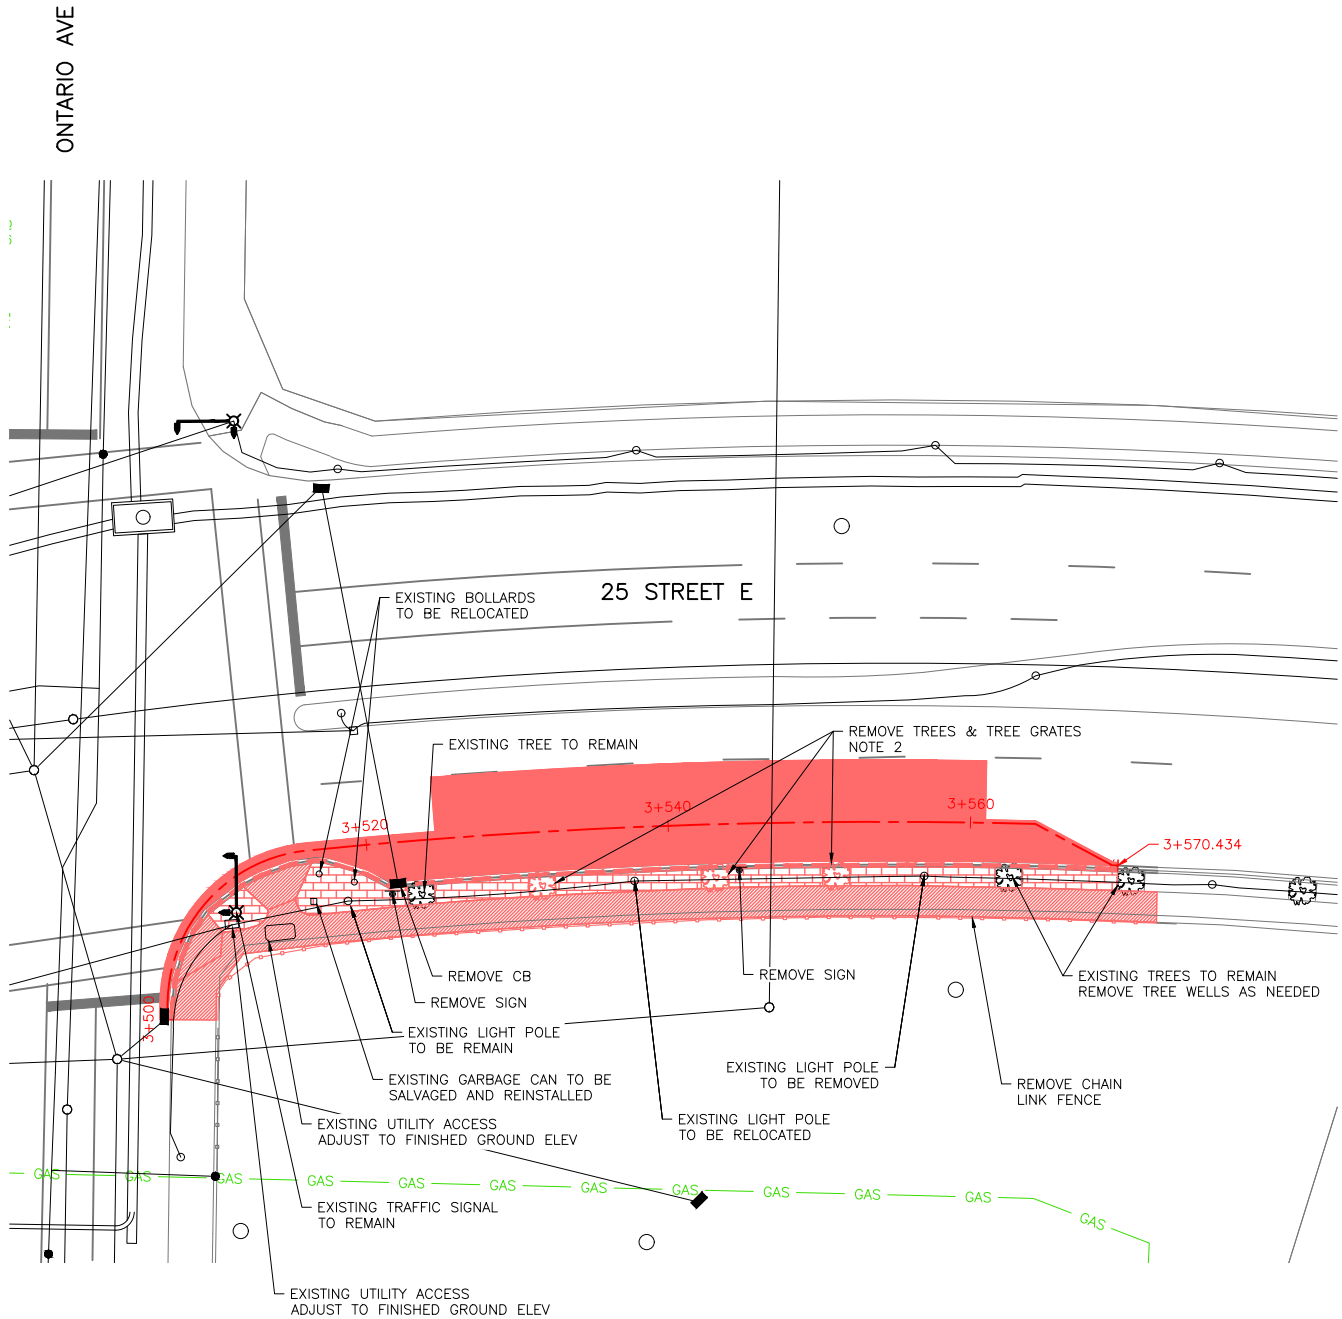 ONTARIO AVE
25 STREET E
EXISTING BOLLARDS
TO BE RELOCATED
EXISTING TREE TO REMAIN
REMOVE TREES & TREE GRATES
NOTE 2
3+520
3+540
3+560
3+570.434
3+500
REMOVE CB
REMOVE SIGN
REMOVE SIGN
EXISTING TREES TO REMAIN
REMOVE TREE WELLS AS NEEDED
EXISTING LIGHT POLE
TO BE REMAIN
EXISTING LIGHT POLE
TO BE REMOVED
EXISTING GARBAGE CAN TO BE
SALVAGED AND REINSTALLED
REMOVE CHAIN
LINK FENCE
EXISTING UTILITY ACCESS
ADJUST TO FINISHED GROUND ELEV
EXISTING LIGHT POLE
TO BE RELOCATED
GAS
GAS
GAS
GAS
GAS
GAS
GAS
GAS
GAS
GAS
GAS
GAS
EXISTING TRAFFIC SIGNAL
TO REMAIN
EXISTING UTILITY ACCESS
ADJUST TO FINISHED GROUND ELEV